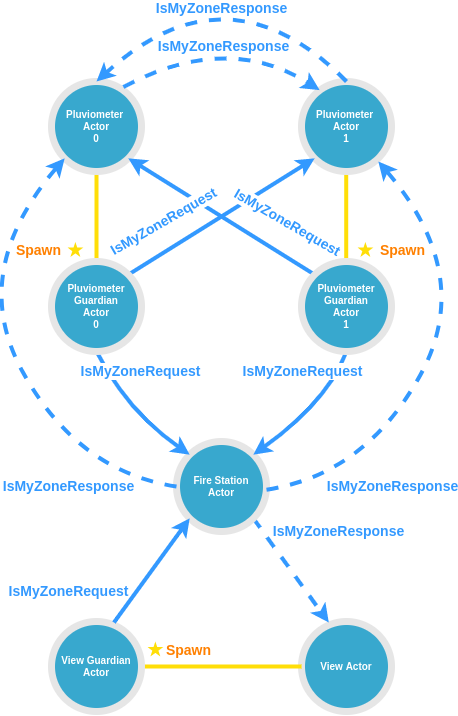 IsMyZoneResponse
IsMyZoneResponse
Pluviometer
Actor
0
Pluviometer
Actor
1
IsMyZoneRequest
IsMyZoneRequest
Spawn
Spawn
Pluviometer
Guardian
Actor
0
Pluviometer
Guardian
Actor
1
IsMyZoneRequest
IsMyZoneRequest
Fire Station
Actor
IsMyZoneResponse
IsMyZoneResponse
IsMyZoneResponse
IsMyZoneRequest
Spawn
View Guardian
Actor
View Actor